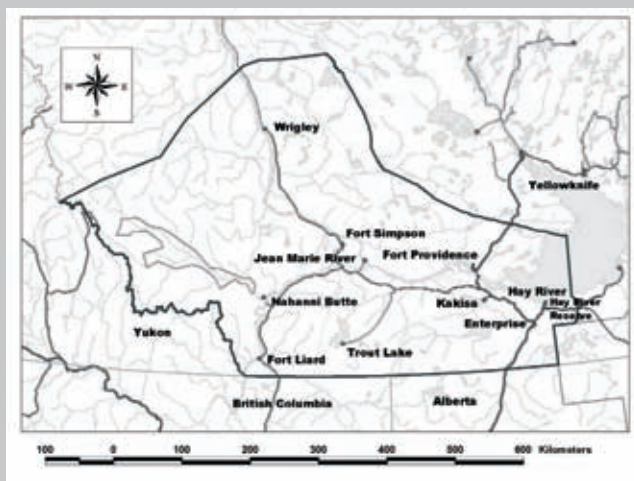 N
W E
S
Wrigley
Yellowknife
Fort Simpson
Jean Marie River
Fort Providence
Nahanni Butte
Kakisa
Hay River
Hay River
Reserve
Yukon
Enterprise
Fort Liard
Trout Lake
British Columbia
Alberta
100 0 100 200 300 400 500 600 Kilometers